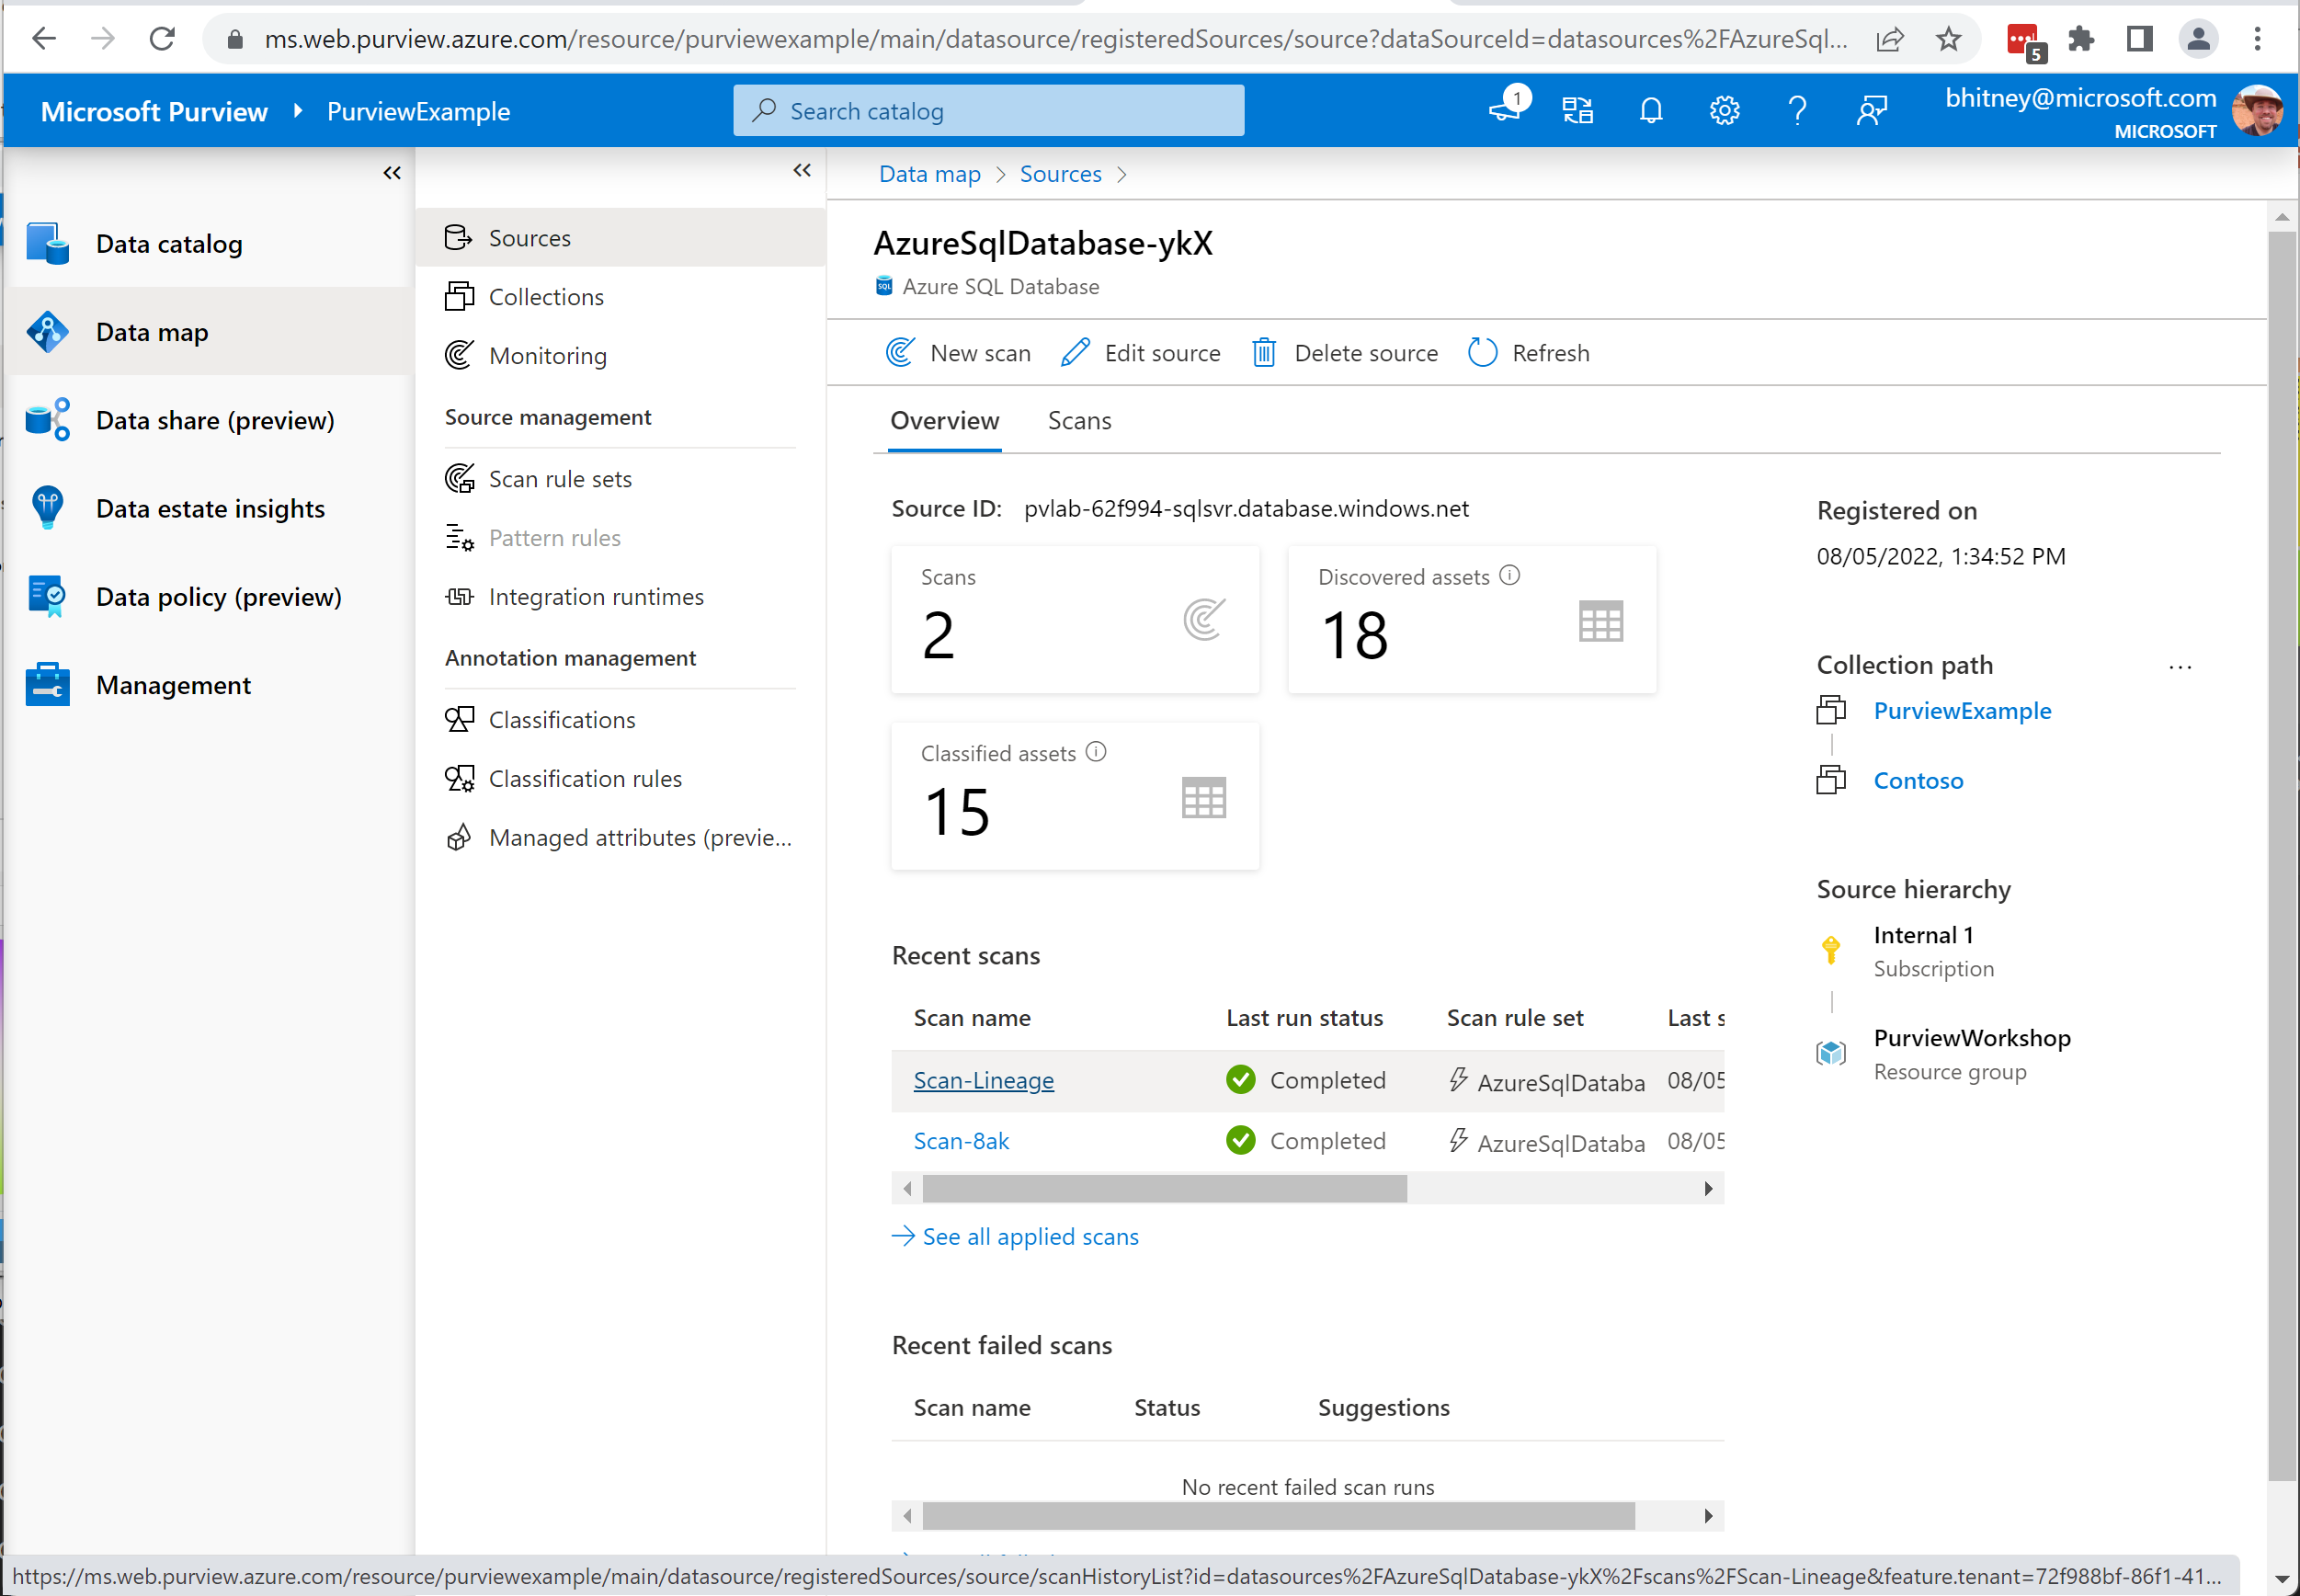 ms.web.purview.azure.com/resource/purviewexample/main/datasource/registeredSources/source?dataSourceId=datasources%2FAzureSql...
5
Microsoft Purview
PurviewExample
Search catalog
1
bhitney@microsoft.com
MICROSOFT
Data catalog
Data map
Data share (preview)
Data estate insights
Data policy (preview)
Management
Sources
Collections
Monitoring
Source management
Scan rule sets
Pattern rules
Integration runtimes
Annotation management
Classifications
Classification rules
Managed attributes (previe...
Data map > Sources >
AzureSqlDatabase-ykX
SQL
Azure SQL Database
New scan
Edit source
Delete source
Refresh
Overview
Scans
Source ID: pvlab-62f994-sqlsvr.database.windows.net
Scans
2
Discovered assets
18
Classified assets
15
Registered on
08/05/2022, 1:34:52 PM
Collection path
...
PurviewExample
Contoso
Source hierarchy
Internal 1
Subscription
PurviewWorkshop
Resource group
Recent scans
Scan name Last run status Scan rule set Last s
Scan-Lineage Completed AzureSqlDataba 08/05
Scan-8ak Completed AzureSqlDataba 08/05
See all applied scans
Recent failed scans
Scan name Status Suggestions
No recent failed scan runs
https://ms.web.purview.azure.com/resource/purviewexample/main/datasource/registeredSources/source/scanHistoryList?id=datasources%2FAzureSqlDatabase-ykX%2Fscans%2FScan-Lineage&feature.tenant=72f988bf-86f1-41...